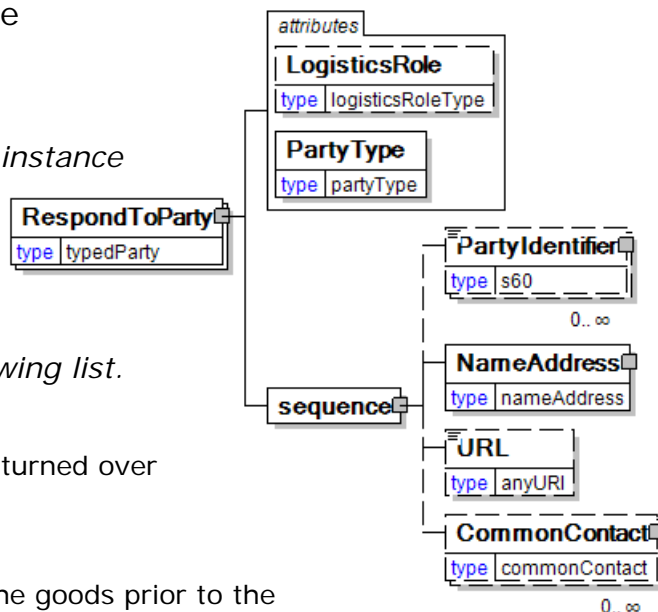 e
instance
wing list.
turned over
ne goods prior to the
attributes
LogisticsRole
type logisticsRoleType
PartyType
type partyType
RespondToParty
type typedParty
PartyIdentifier
type s60
0.. ∞
NameAddress
type nameAddress
sequence
URL
type anyURI
CommonContact
type commonContact
0.. ∞